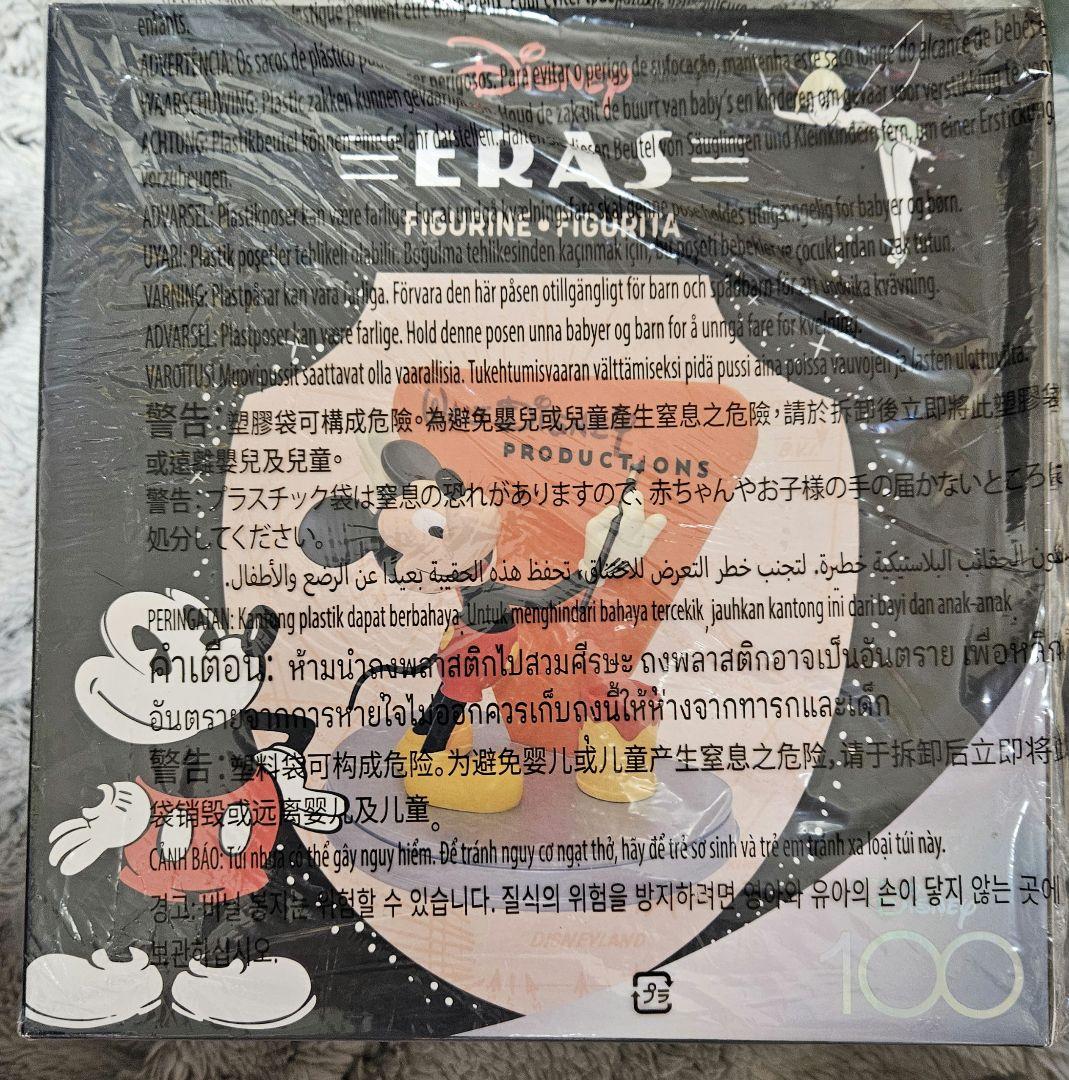 plastique peuvent être
enfants.
Disney
ADVERTÊNCIA: Os sacos de plástico ser perigosos. Para evitar o perigo de sufocação, mantenha este saco longe do alcance de bebés e
WAARSCHUWING: Plastic zakken kunnen gevaarlijk Houd de zak uit de buurt van baby's en kinderen om gevaar voor verstikking
ACHTUNG: Plastikbeutel können eine Gefahr darstellen. Halten Sie diesen Beutel von Säuglingen und Kleinkindern fern, um einer Erstickung
vorzubeugen.
ERAS
ADVARSEL: Plastikposer kan være farlige. For at undgå kvælningsfare skal denne pose holdes utilgængelig for babyer og børn.
FIGURINE • FIGURITA
UYARI: Plastik poşetler tehlikeli olabilir. Boğulma tehlikesinden kaçınmak için, bu poşeti bebekler ve çocuklardan uzak tutun.
VARNING: Plastpåsar kan vara farliga. Förvara den här påsen otillgängligt för barn och spädbarn för att undvika kvävning.
ADVARSEL: Plastposer kan være farlige. Hold denne posen unna babyer og barn for å unngå fare for kvelning.
VAROITUS! Muovipussit saattavat olla vaarallisia. Tukehtumisvaaran välttämiseksi pidä pussi aina poissa vauvojen ja lasten ulottuvilta.
Walt Disney
PRODUCTIONS
警告：塑膠袋可構成危險。為避免嬰兒或兒童產生窒息之危險，請於拆卸後立即將此塑膠袋
或遠離嬰兒及兒童。
警告：プラスチック袋は窒息の恐れがありますので、赤ちゃんやお子様の手の届かないところに
処分してください。
الحقائب البلاستيكية خطيرة. لتجنب خطر التعرض للاختناق، تحفظ هذه الحقيبة بعيدًا عن الرضع والأطفال.
PERINGATAN: Kantong plastik dapat berbahaya. Untuk menghindari bahaya tercekik, jauhkan kantong ini dari bayi dan anak-anak.
คำเตือน: ห้ามนำถุงพลาสติกไปสวมศีรษะ ถุงพลาสติกอาจเป็นอันตราย เพื่อหลีก
อันตรายจากการหายใจไม่ออกควรเก็บถุงนี้ให้ห่างจากทารกและเด็ก
警告：塑料袋可构成危险。为避免婴儿或儿童产生窒息之危险，请于拆卸后立即将此
袋销毁或远离婴儿及儿童。
CẢNH BÁO: Túi nhựa có thể gây nguy hiểm. Để tránh nguy cơ ngạt thở, hãy để trẻ sơ sinh và trẻ em tránh xa loại túi này.
경고: 비닐 봉지는 위험할 수 있습니다. 질식의 위험을 방지하려면 영아와 유아의 손이 닿지 않는 곳에
보관하십시오.
DISNEYLAND
Disney
100
プラ